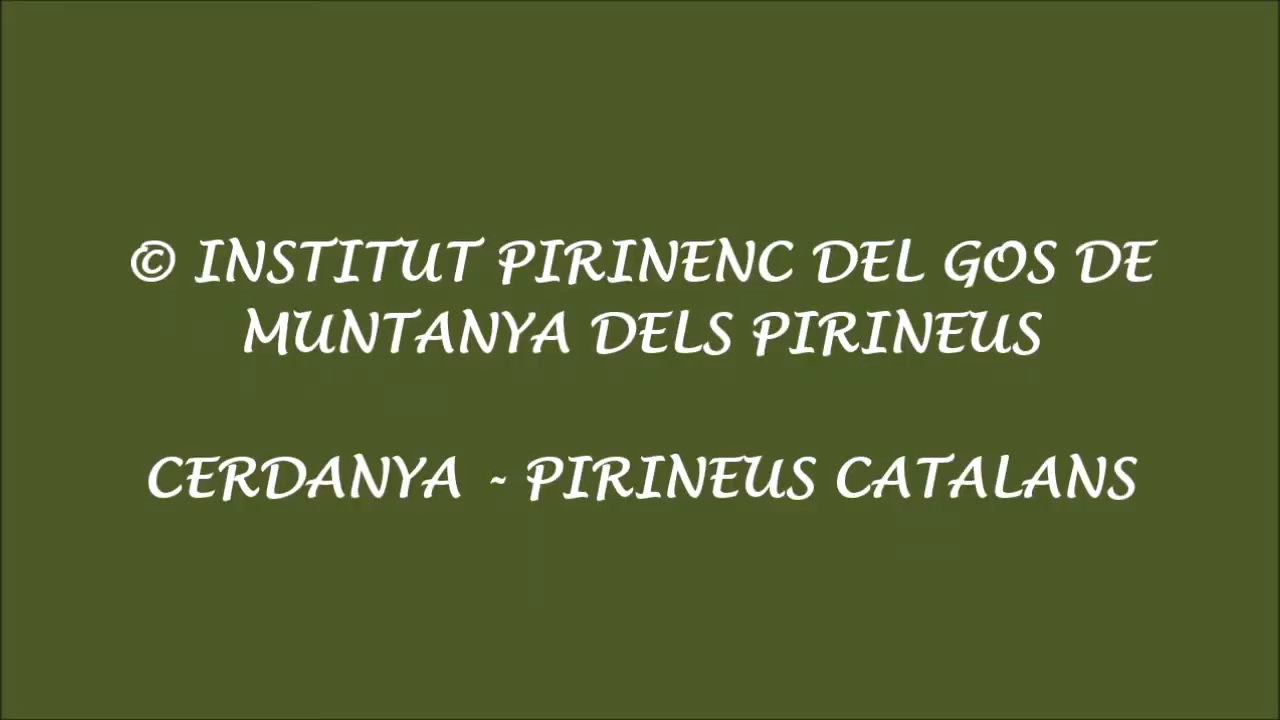 © INSTITUT PIRINENC DEL GOS DE
MUNTANYA DELS PIRINEUS
CERDANYA - PIRINEUS CATALANS